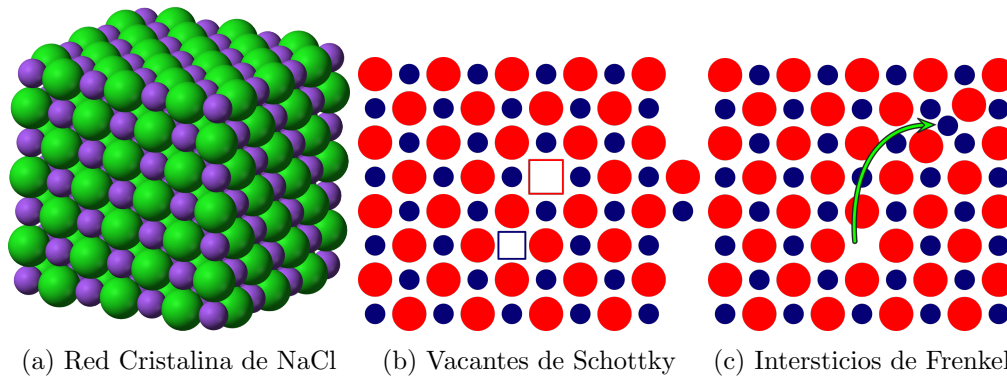 (a) Red Cristalina de NaCl
(b) Vacantes de Schottky
(c) Intersticios de Frenkel